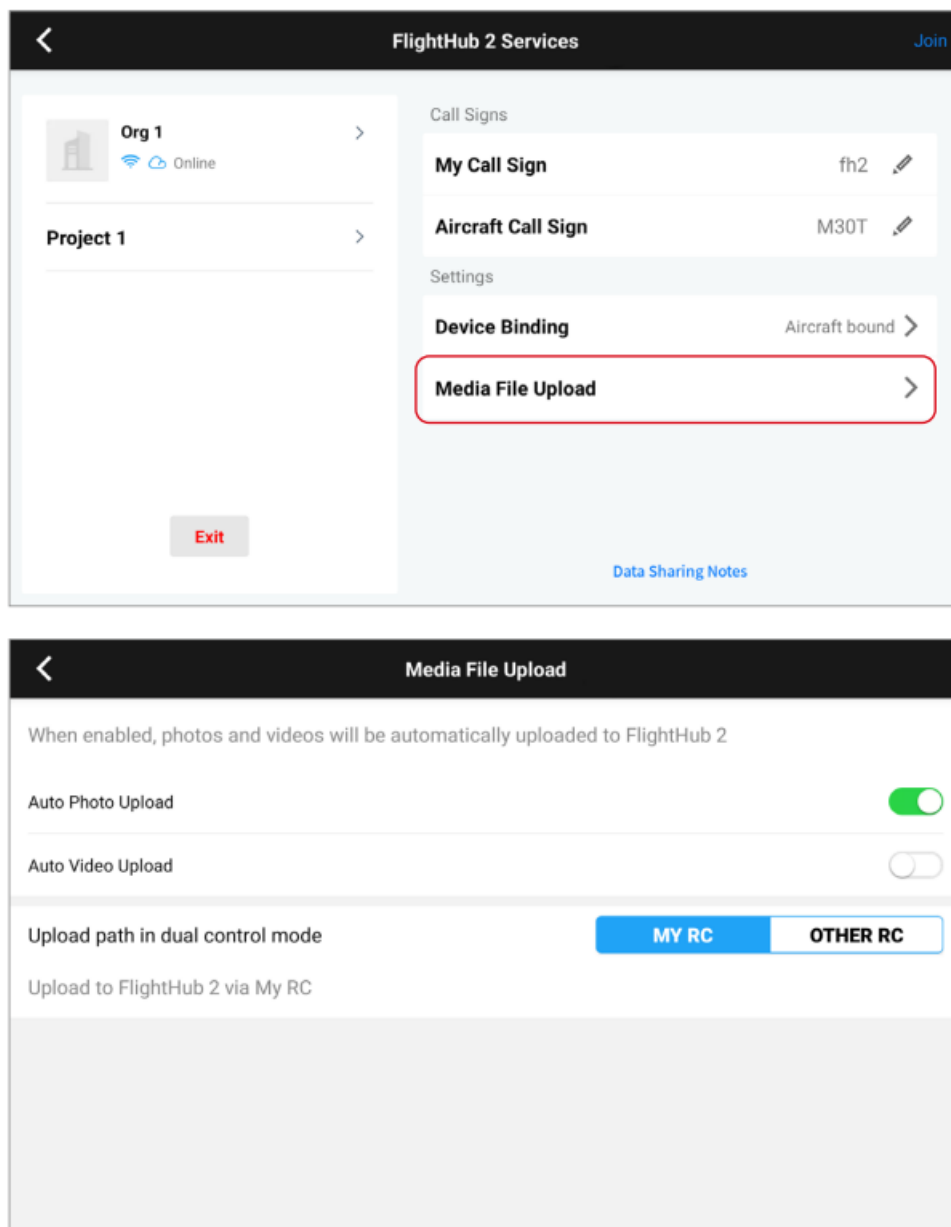 FlightHub 2 Services
Join
Org 1
Online
Project 1
Exit
Call Signs
My Call Sign fh2
Aircraft Call Sign M30T
Settings
Device Binding Aircraft bound
Media File Upload
Data Sharing Notes
Media File Upload
When enabled, photos and videos will be automatically uploaded to FlightHub 2
Auto Photo Upload
Auto Video Upload
Upload path in dual control mode MY RC OTHER RC
Upload to FlightHub 2 via My RC